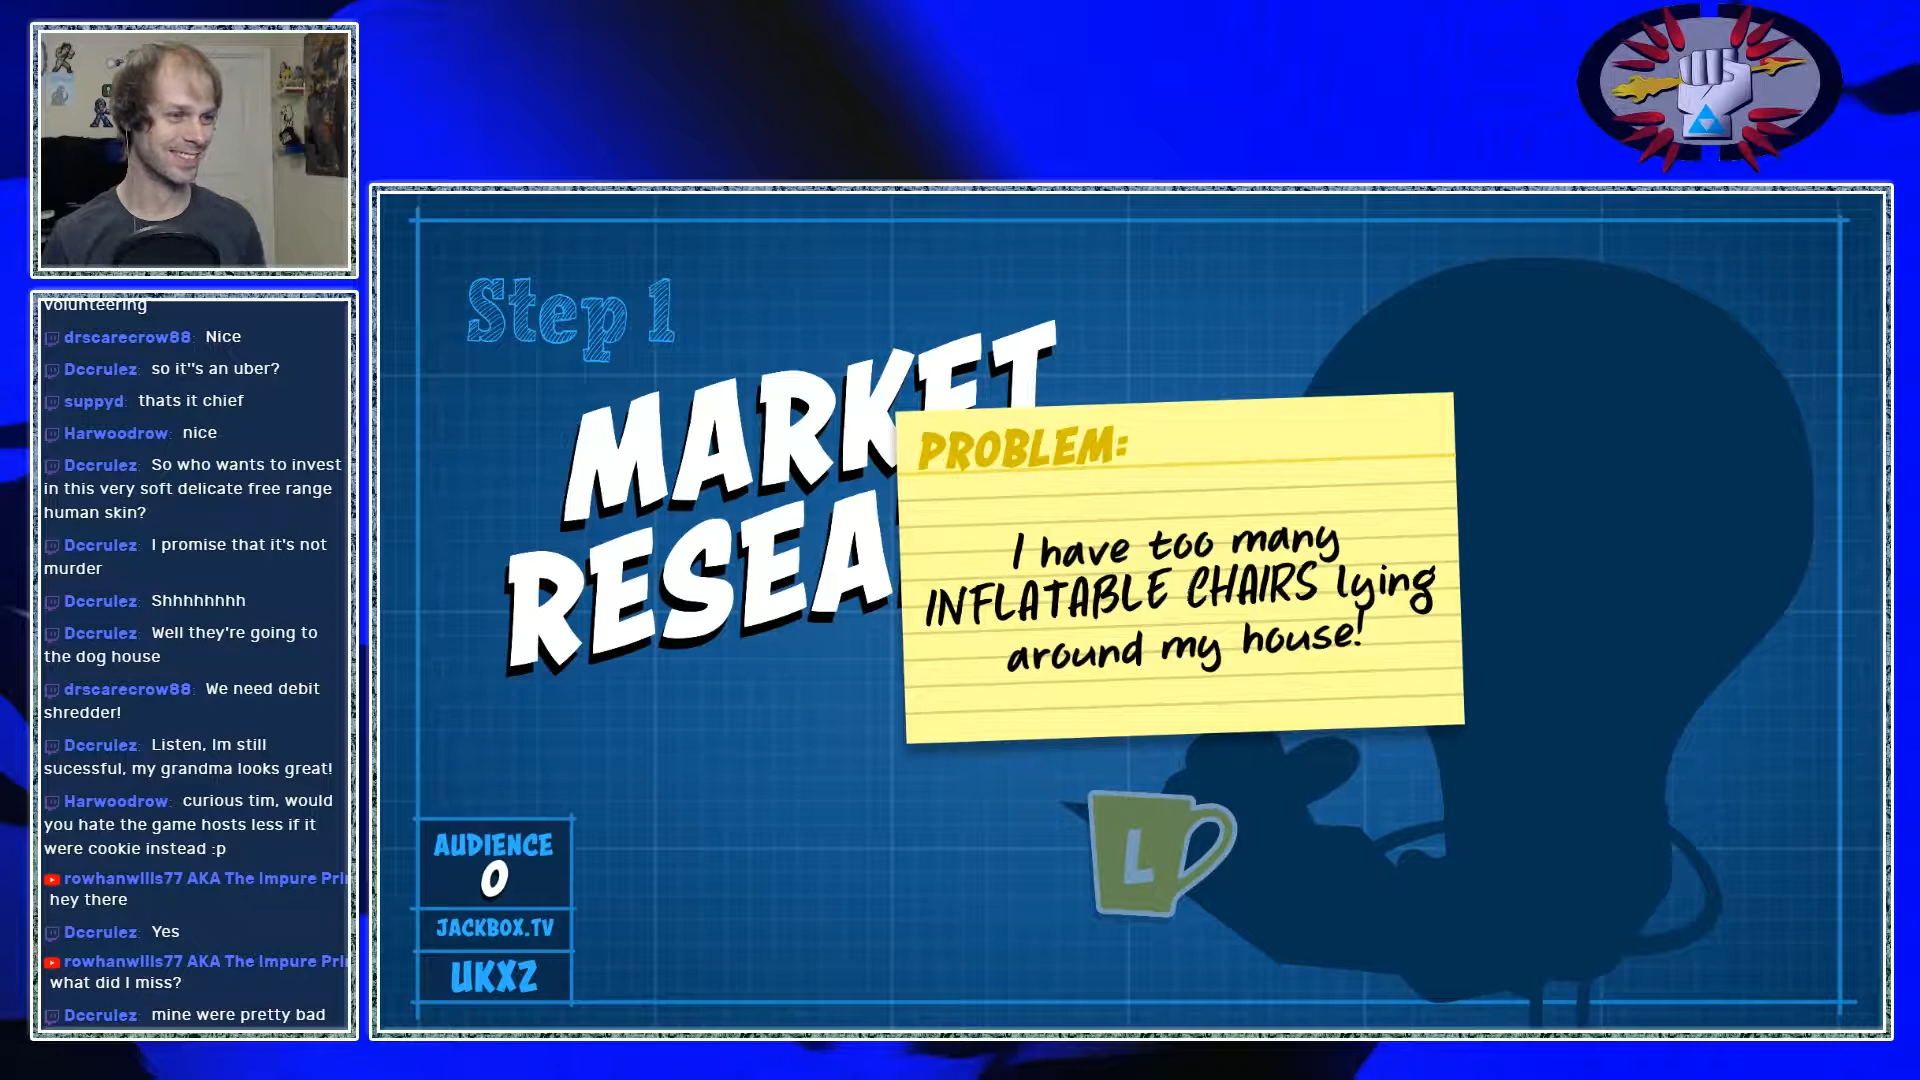 volunteering
drscarecrow88: Nice
Dccrulez: so it"s an uber?
suppyd: thats it chief
Harwoodrow: nice
Dccrulez: So who wants to invest
in this very soft delicate free range
human skin?
Dccrulez: I promise that it's not
murder
Dccrulez: Shhhhhhhh
Dccrulez: Well they're going to
the dog house
drscarecrow88: We need debit
shredder!
Dccrulez: Listen, Im still
sucessful, my grandma looks great!
Harwoodrow: curious tim, would
you hate the game hosts less if it
were cookie instead :p
rowhanwills77 AKA The Impure Pri
hey there
Dccrulez: Yes
rowhanwills77 AKA The Impure Pri
what did I miss?
Dccrulez: mine were pretty bad
Step 1
MARKET
RESEA
PROBLEM:
I have too many
INFLATABLE CHAIRS lying
around my house!
L
AUDIENCE
0
JACKBOX.TV
UKXZ